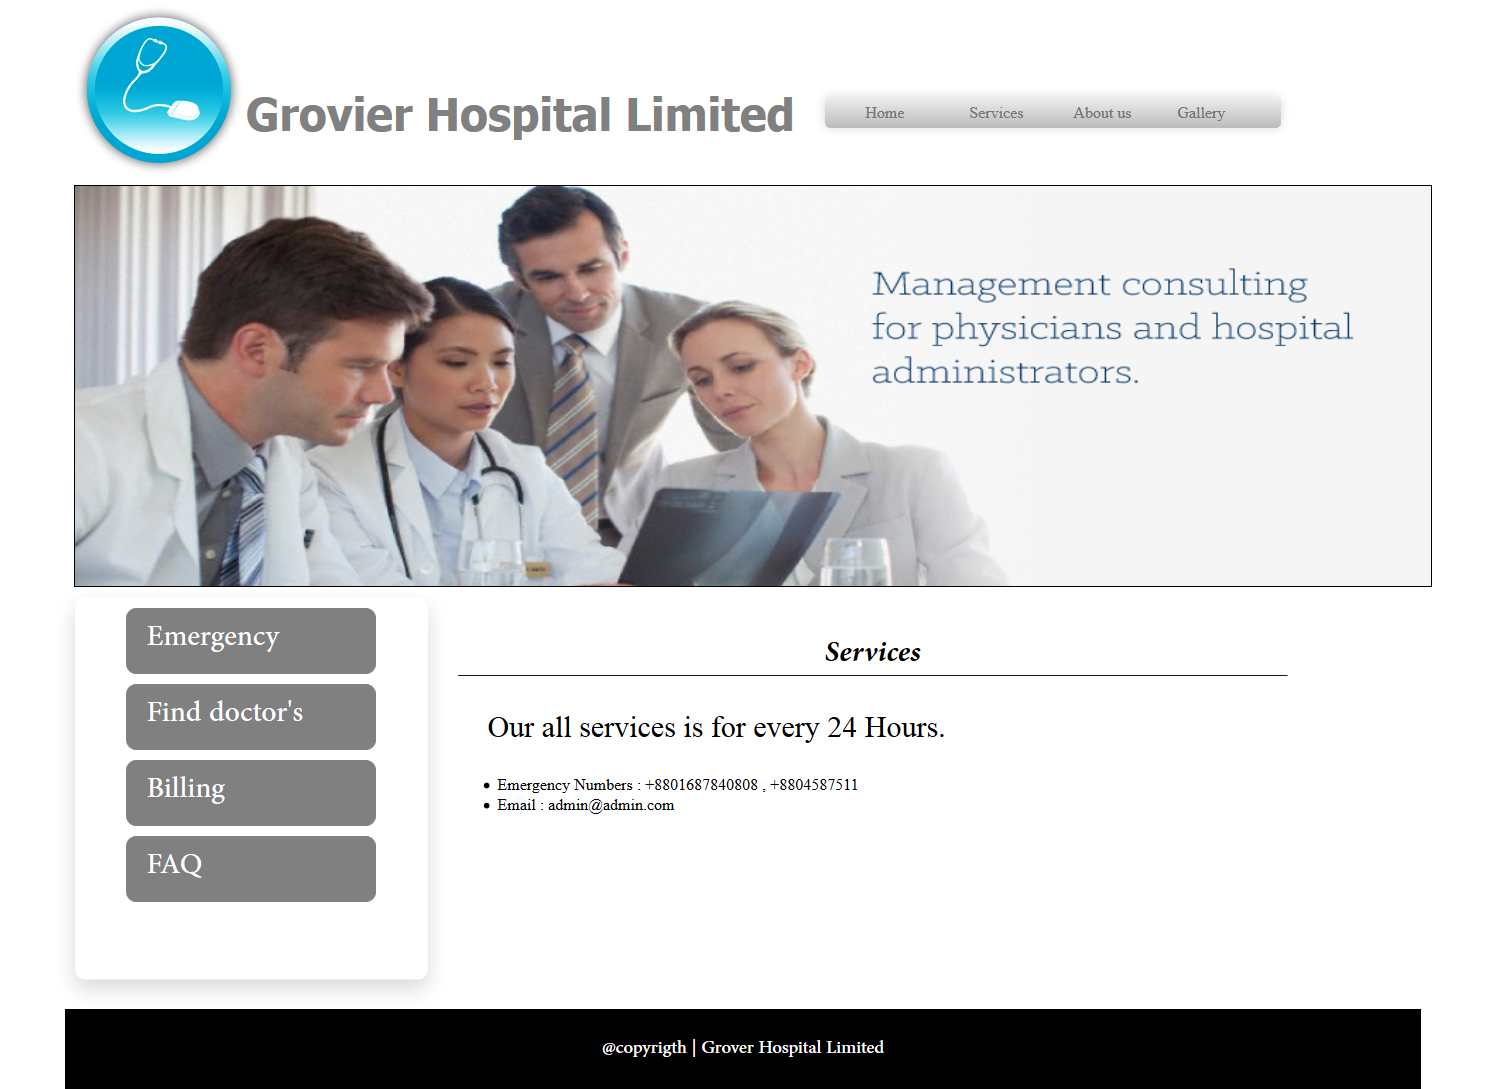 Grovier Hospital Limited
Home Services About us Gallery
Management consulting
for physicians and hospital
administrators.
Emergency
Find doctor's
Billing
FAQ
Services
Our all services is for every 24 Hours.
Emergency Numbers : +8801687840808 , +8804587511
Email : admin@admin.com
@copyrigth | Grover Hospital Limited